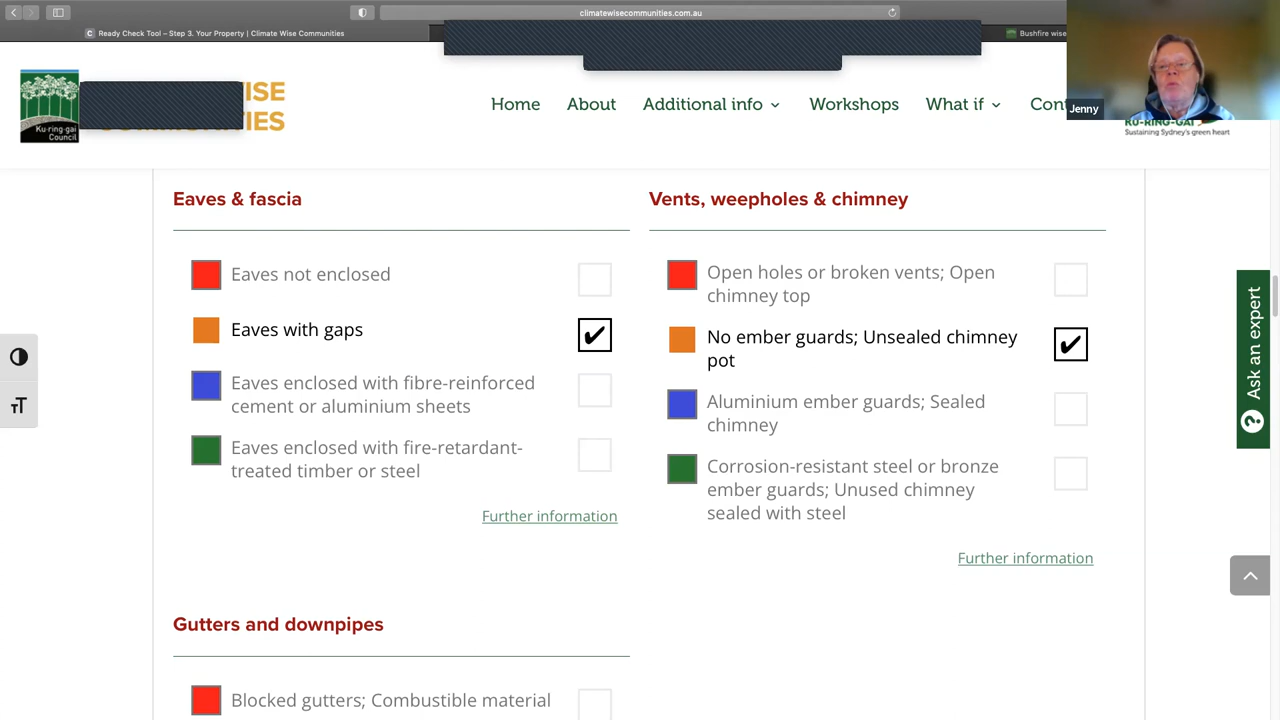 climatewisecommunities.com.au
C Ready Check Tool – Step 3. Your Property | Climate Wise Communities
Bushfire wise
Ku·ring·gai
Council
ISE
COMMUNITIES
Home About Additional info Workshops What if Con
Jenny
KU-RING-GAI
Sustaining Sydney's green heart
Eaves & fascia
Eaves not enclosed
Eaves with gaps
Eaves enclosed with fibre-reinforced
cement or aluminium sheets
Eaves enclosed with fire-retardant-
treated timber or steel
Further information
Vents, weepholes & chimney
Open holes or broken vents; Open
chimney top
No ember guards; Unsealed chimney
pot
Aluminium ember guards; Sealed
chimney
Corrosion-resistant steel or bronze
ember guards; Unused chimney
sealed with steel
Further information
Gutters and downpipes
Blocked gutters; Combustible material
Ask an expert
?
TT